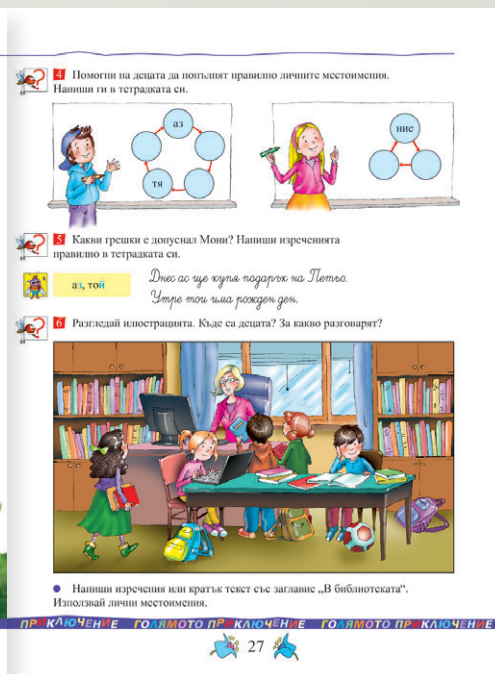 4 Помогни на децата да попълнят правилно личните местоимения.
Напиши ги в тетрадката си.
аз
тя
ние
5 Какви грешки е допуснал Мони? Напиши изреченията
правилно в тетрадката си.
аз, той
Днес ас ще купя подарък на Петьо.
Утре тои има рожден ден.
6 Разгледай илюстрацията. Къде са децата? За какво разговарят?
● Напиши изречения или кратък текст със заглавие „В библиотеката“.
Използвай лични местоимения.
ПРИКЛЮЧЕНИЕ ГОЛЯМОТО ПРИКЛЮЧЕНИЕ ГОЛЯМОТО ПРИКЛЮЧЕНИЕ
27